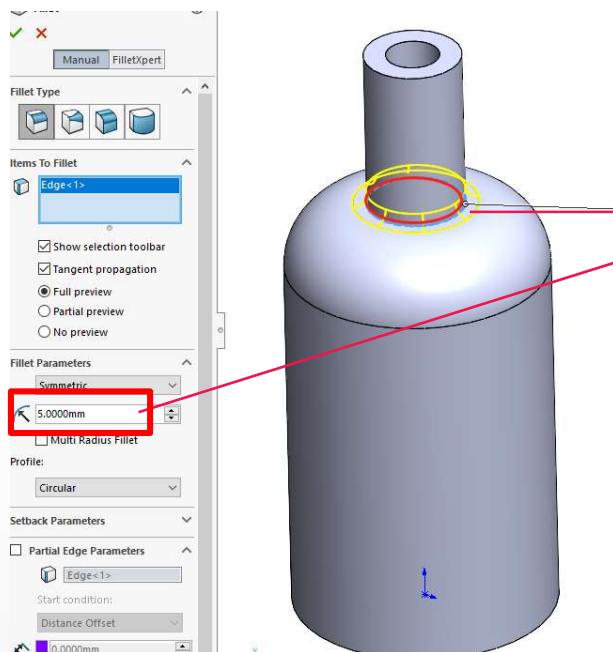 Fillet
Manual FilletXpert
Fillet Type
Items To Fillet
Edge<1>
Show selection toolbar
Tangent propagation
Full preview
Partial preview
No preview
Fillet Parameters
Symmetric
5.0000mm
Multi Radius Fillet
Profile:
Circular
Setback Parameters
Partial Edge Parameters
Edge<1>
Start condition:
Distance Offset
0.0000mm